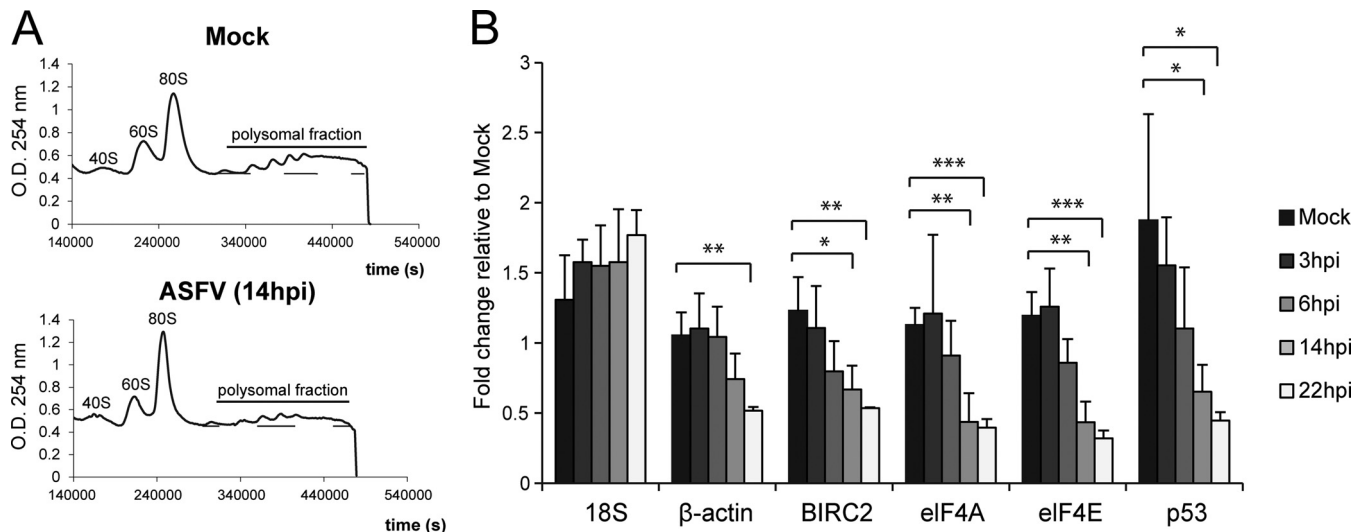 A
Mock
O.D. 254 nm
1.4
1.2
1
0.8
0.6
0.4
0.2
0
40S
60S
80S
polysomal fraction
140000 240000 340000 440000 540000
time (s)
ASFV (14hpi)
O.D. 254 nm
1.4
1.2
1
0.8
0.6
0.4
0.2
0
40S
60S
80S
polysomal fraction
140000 240000 340000 440000 540000
time (s)
B
Fold change relative to Mock
3
2.5
2
1.5
1
0.5
0
**
**
*
***
**
***
**
*
*
18S β-actin BIRC2 eIF4A eIF4E p53
Mock
3hpi
6hpi
14hpi
22hpi